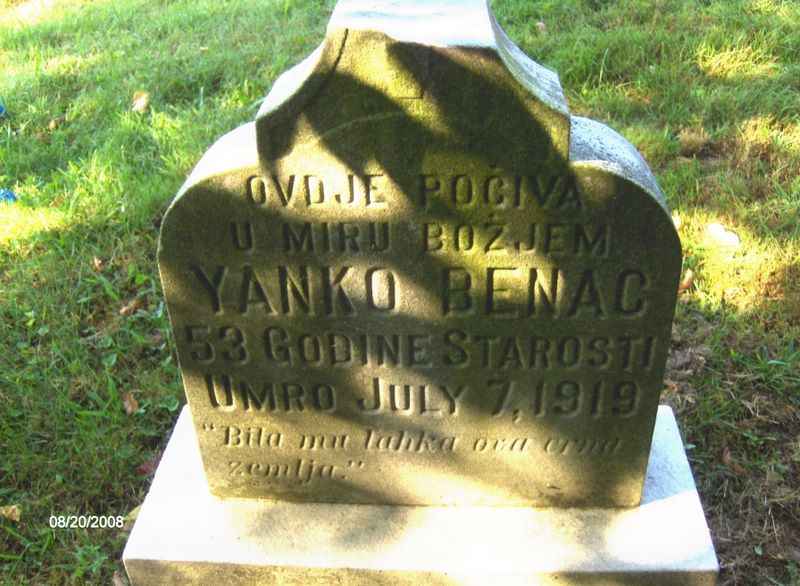 OVDJE POČIVA
U MIRU BOŽJEM
YANKO BENAC
53 GODINE STAROSTI
UMRO JULY 7, 1919
"Bila mu lahka ova crna
zemlja."
08/20/2008